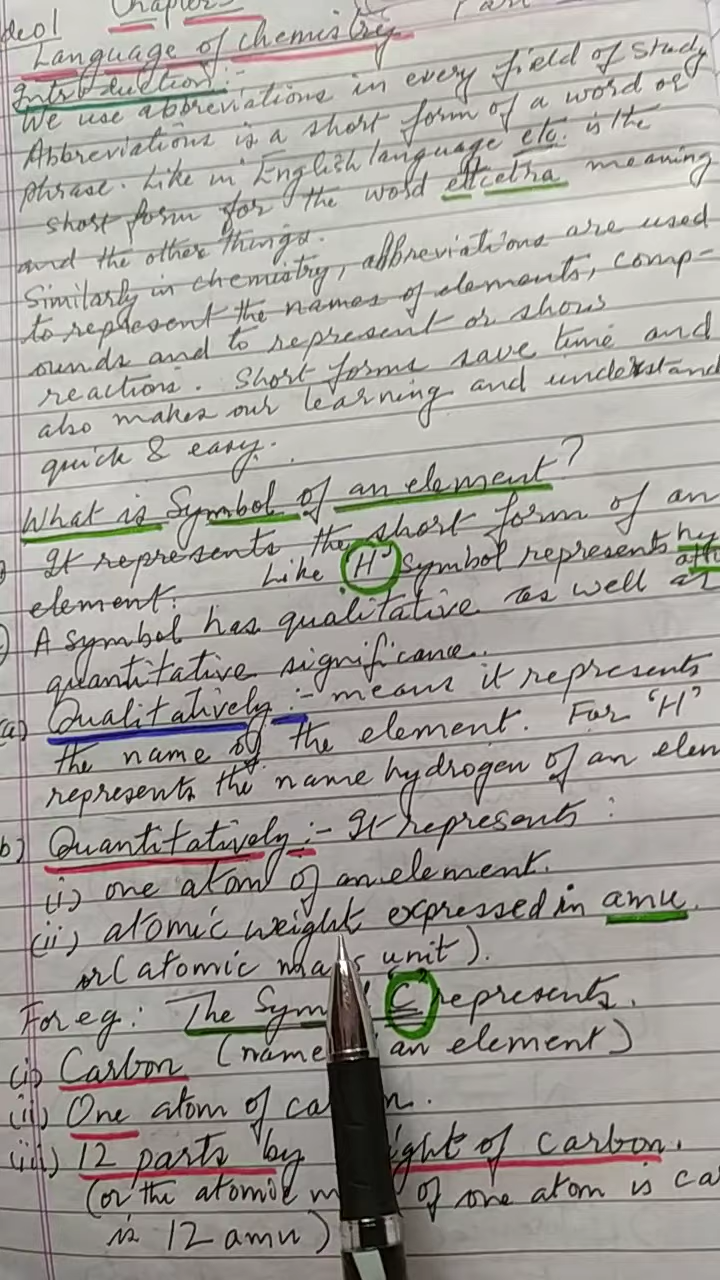 Chapter
Part
Language of chemistry
Introduction :-
We use abbreviations in every field of study
Abbreviations is a short form of a word or
phrase. Like in English language etc. is the
short form for the word etcetra meaning
and the other things.
Similarly in chemistry, abbreviations are used
to represent the names of elements, comp-
ounds and to represent or show
reactions. Short forms save time and
also makes our learning and understand
quick & easy.
What is Symbol of an element?
It represents the short form of an
element. Like 'H' Symbol represents hy
A symbol has qualitative as well as
quantitative significance.
(a) Qualitatively :- means it represents
the name of the element. For 'H'
represents the name hydrogen of an elem
b) Quantitatively :- It represents :
(i) one atom of an element.
(ii) atomic weight expressed in amu.
or (atomic mass unit).
For eg: The Sym 'C' represents.
(i) Carbon (name an element)
(ii) One atom of ca n.
(iii) 12 parts by ight of carbon.
(or the atomic m of one atom is ca
is 12 amu)